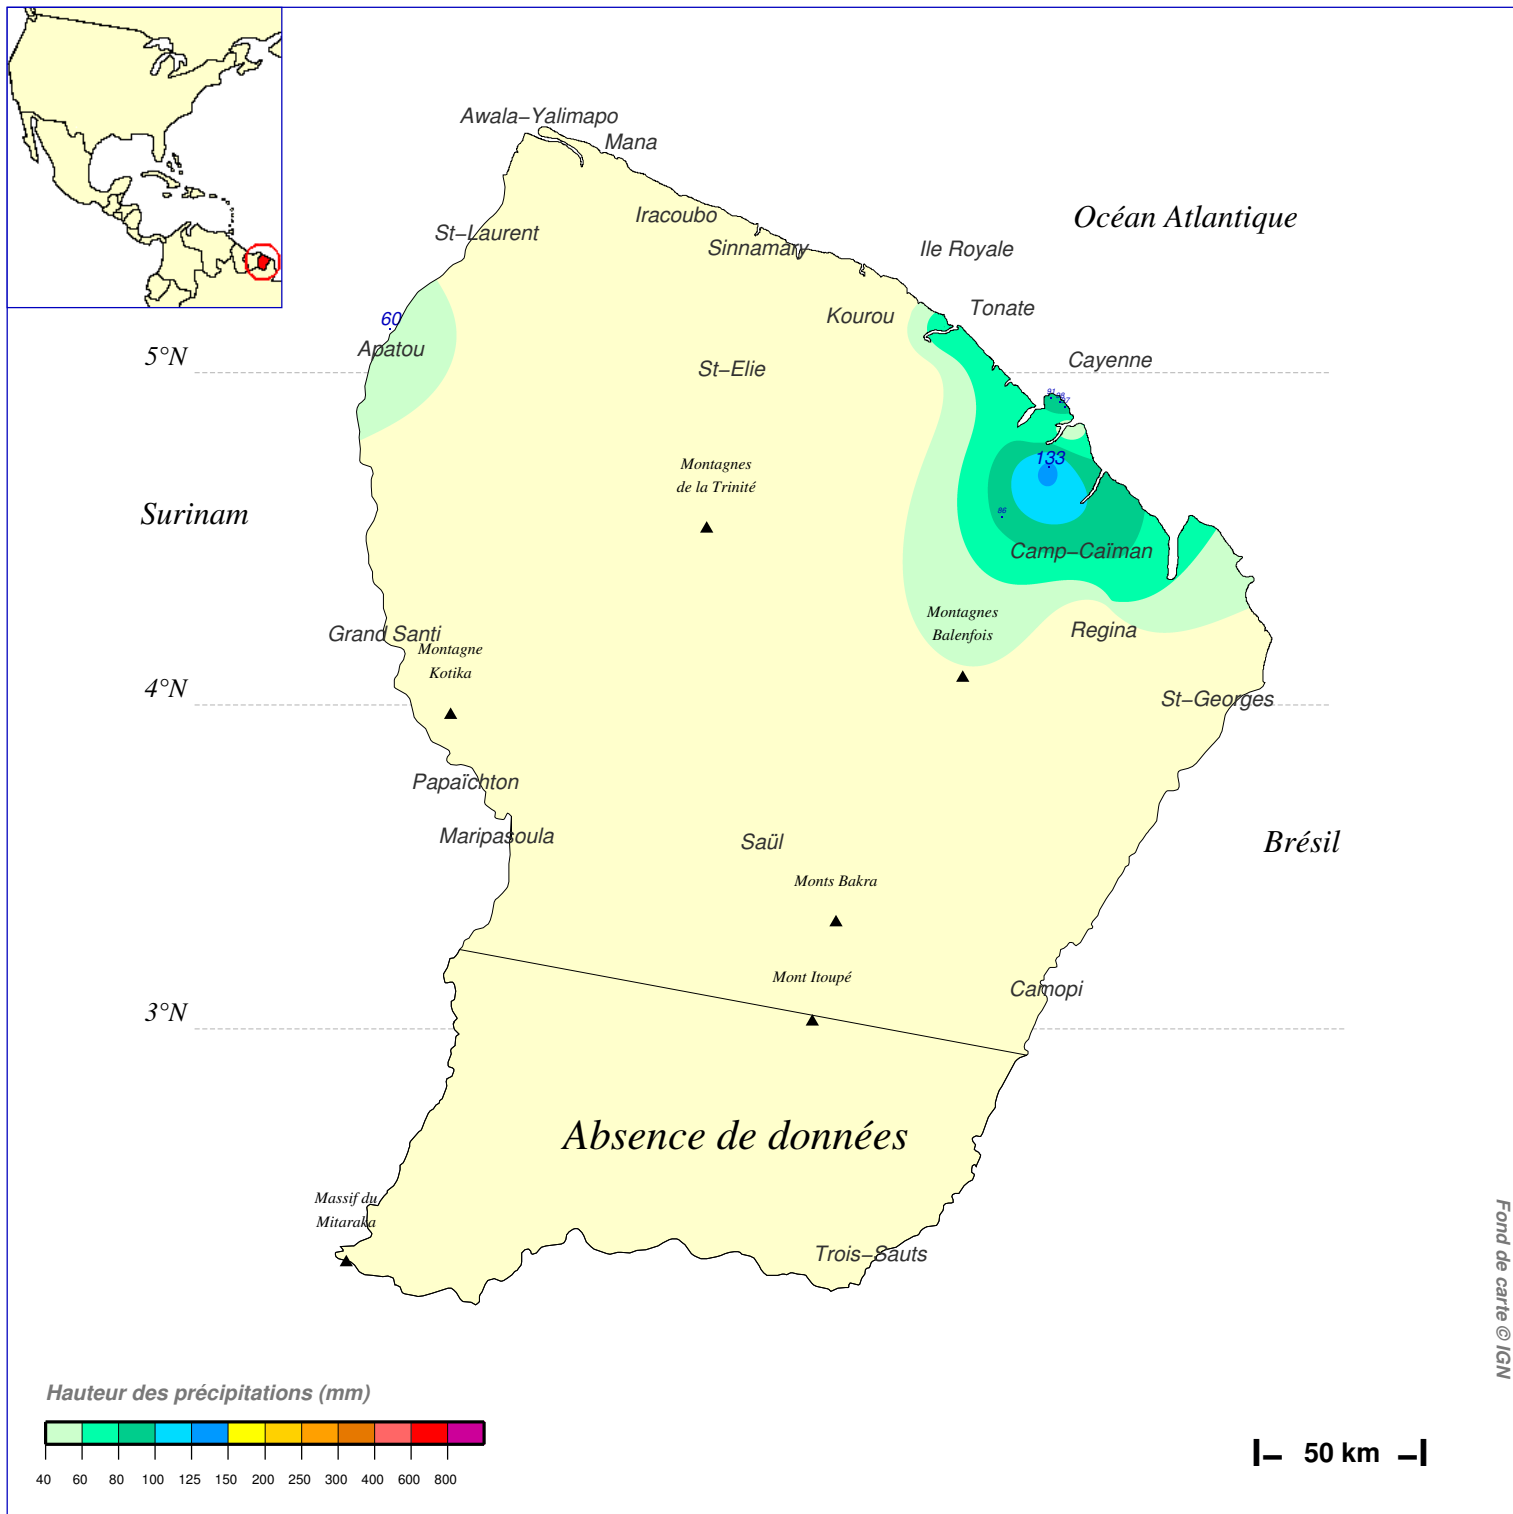 Awala−Yalimapo
Mana
Iracoubo
Océan Atlantique
St−Laurent
Sinnamary
Ile Royale
Tonate
Kourou
60
Apatou
5°N
Cayenne
St−Elie
91
97
133
Montagnes
de la Trinité
Surinam
86
Camp−Caïman
Montagnes
Balenfois
Regina
Grand Santi
Montagne
Kotika
4°N
St−Georges
Papaïchton
Maripasoula
Saül
Brésil
Monts Bakra
Mont Itoupé
Camopi
3°N
Absence de données
Massif du
Mitaraka
Trois−Sauts
Fond de carte © IGN
Hauteur des précipitations (mm)
40 60 80 100 125 150 200 250 300 400 600 800
50 km